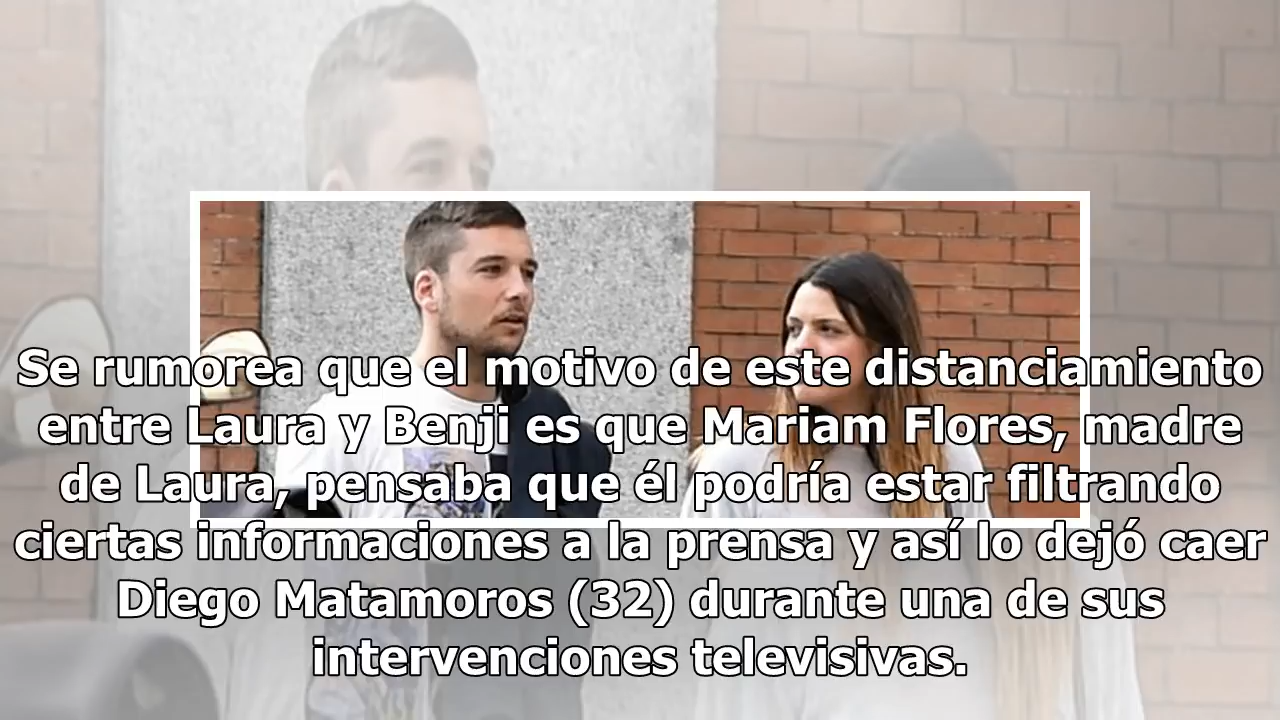 Se rumorea que el motivo de este distanciamiento
entre Laura y Benji es que Mariam Flores, madre
de Laura, pensaba que él podría estar filtrando
ciertas informaciones a la prensa y así lo dejó caer
Diego Matamoros (32) durante una de sus
intervenciones televisivas.